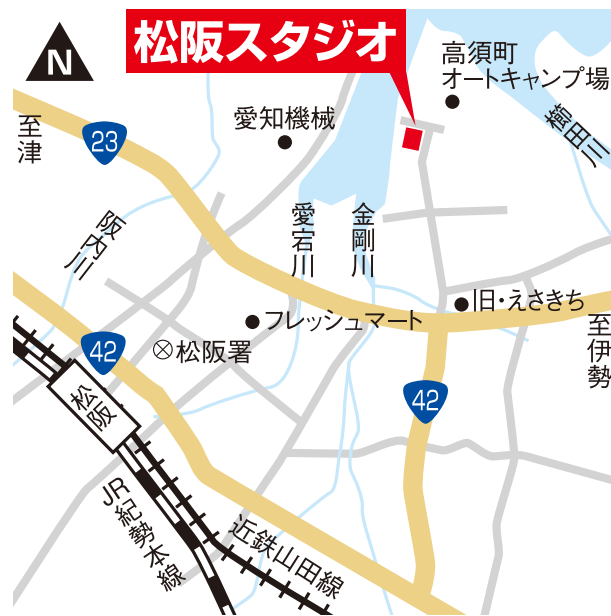 N
松阪スタジオ
高須町
オートキャンプ場
至津
23
愛知機械
櫛田川
阪内川
愛宕川
金剛川
旧・えさきち
フレッシュマート
至伊勢
42
松阪署
42
松阪
JR紀勢本線
近鉄山田線